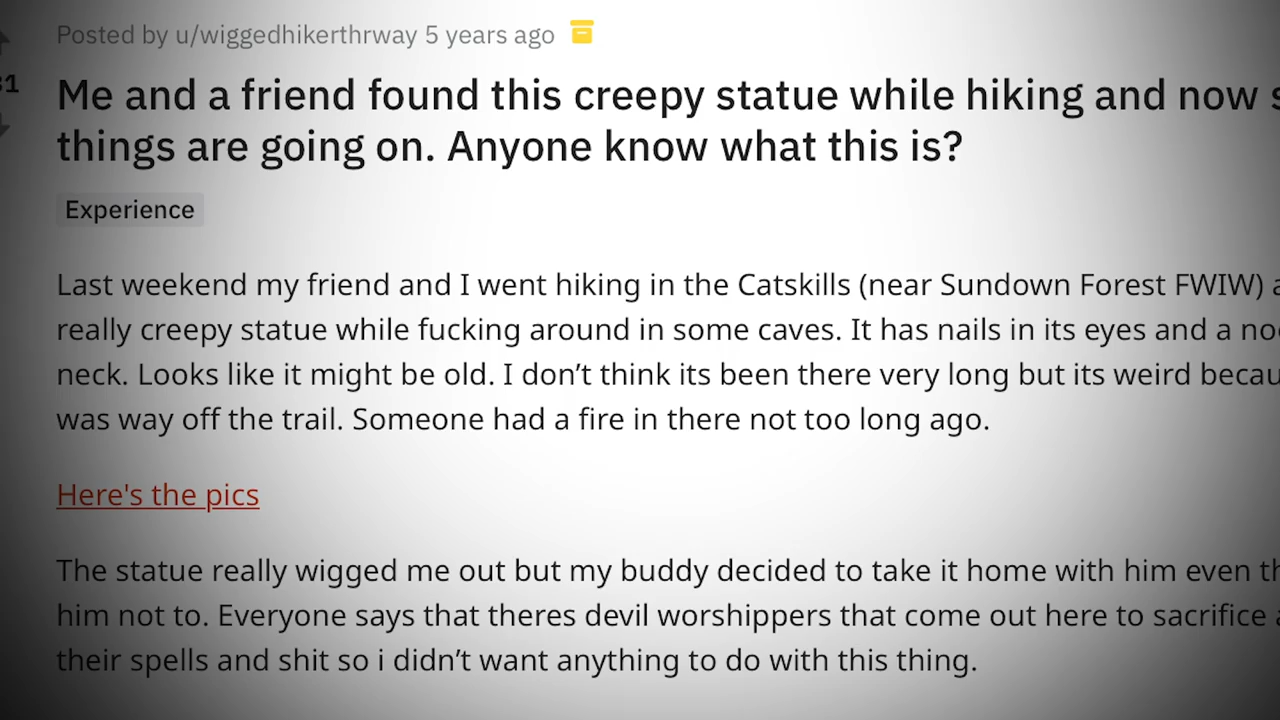 Posted by u/wiggedhikerthrway 5 years ago
Me and a friend found this creepy statue while hiking and now
things are going on. Anyone know what this is?
Experience
Last weekend my friend and I went hiking in the Catskills (near Sundown Forest FWIW)
really creepy statue while fucking around in some caves. It has nails in its eyes and a
neck. Looks like it might be old. I don’t think its been there very long but its weird
was way off the trail. Someone had a fire in there not too long ago.
Here's the pics
The statue really wigged me out but my buddy decided to take it home with him even
him not to. Everyone says that theres devil worshippers that come out here to sacrifice
their spells and shit so i didn’t want anything to do with this thing.